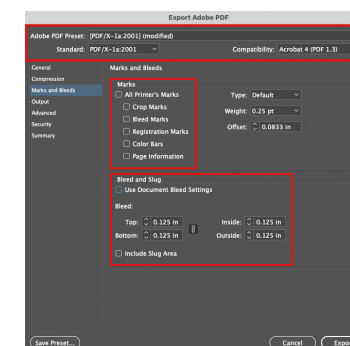 Export Adobe PDF
Adobe PDF Preset: [PDF/X-1a:2001] (modified)
Standard: PDF/X-1a:2001 Compatibility: Acrobat 4 (PDF 1.3)
General
Compression
Marks and Bleeds
Output
Advanced
Security
Summary
Marks and Bleeds
Marks
All Printer's Marks
Crop Marks
Bleed Marks
Registration Marks
Color Bars
Page Information
Type: Default
Weight: 0.25 pt
Offset: 0.0833 in
Bleed and Slug
Use Document Bleed Settings
Bleed:
Top: 0.125 in Inside: 0.125 in
Bottom: 0.125 in Outside: 0.125 in
Include Slug Area
Save Preset... Cancel Expo